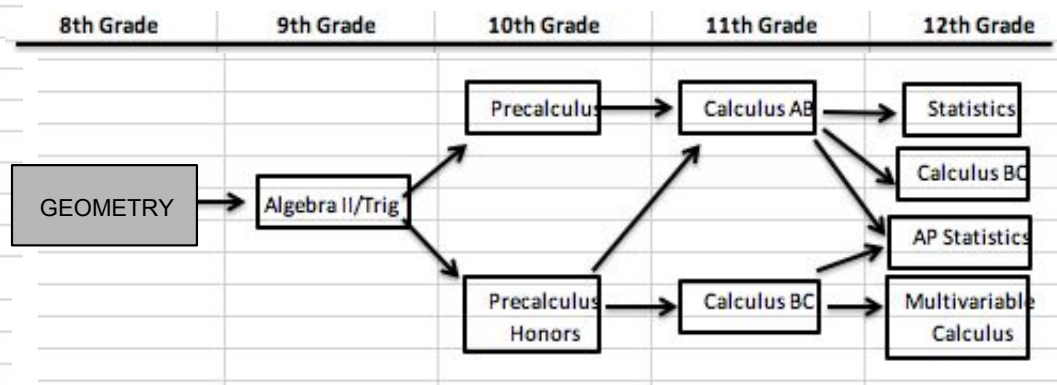 8th Grade 9th Grade 10th Grade 11th Grade 12th Grade
Precalculus Calculus AB Statistics
Calculus BC
GEOMETRY Algebra II/Trig
AP Statistics
Precalculus Calculus BC Multivariable
Honors Calculus